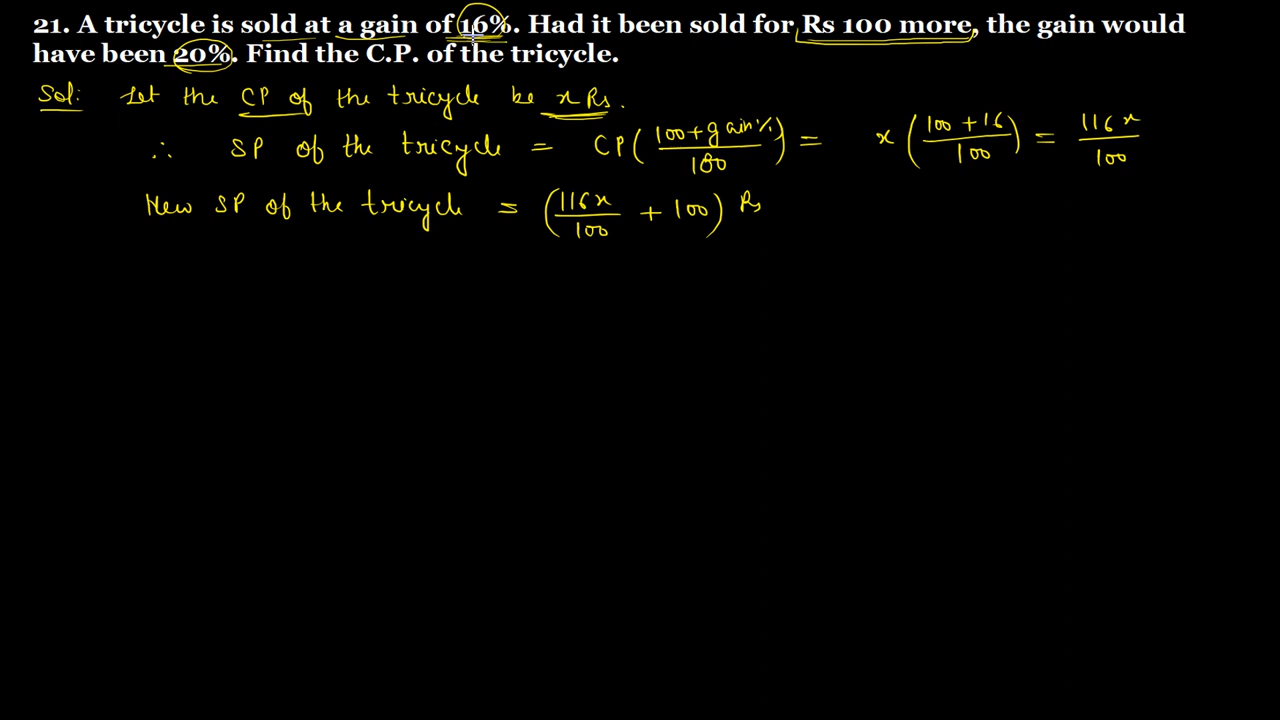 21. A tricycle is sold at a gain of 16%. Had it been sold for Rs 100 more, the gain would
have been 20%. Find the C.P. of the tricycle.
Sol: Let the CP of the tricycle be x Rs.
∴ SP of the tricycle = CP((100 + gain %)/100) = x((100 + 16)/100) = 116x/100
New SP of the tricycle = (116x/100 + 100) Rs